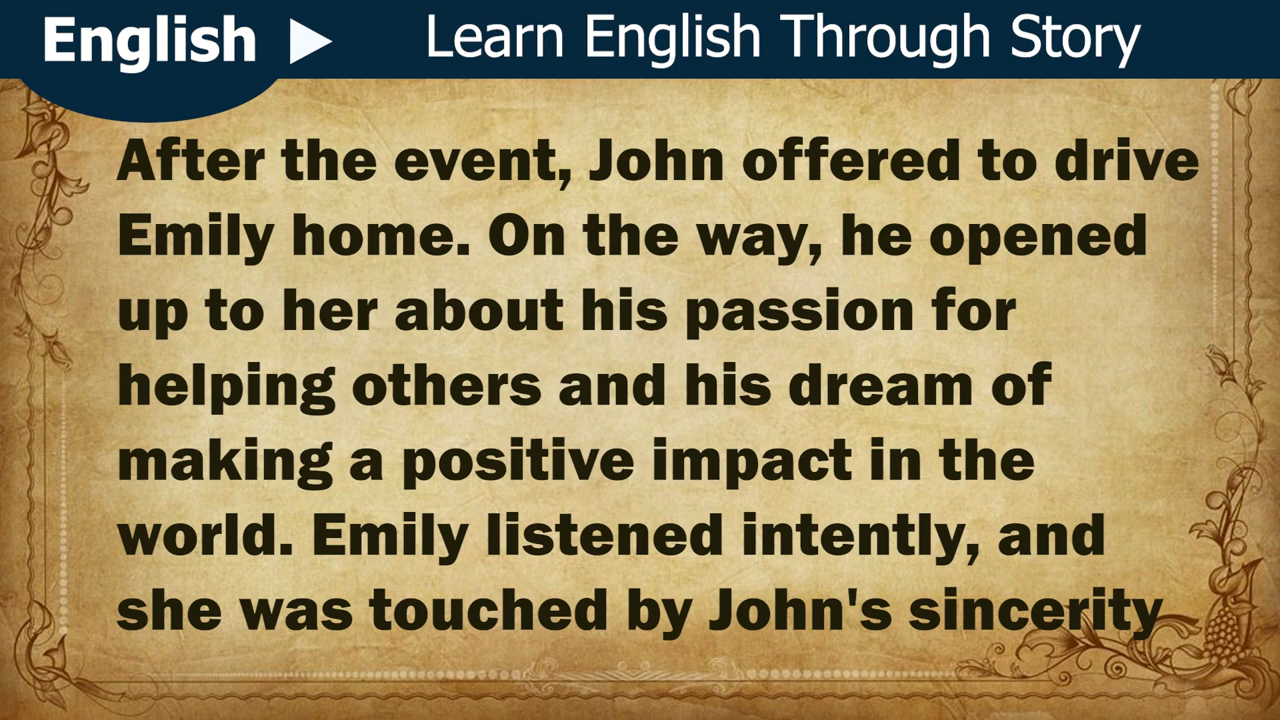 English
Learn English Through Story
After the event, John offered to drive
Emily home. On the way, he opened
up to her about his passion for
helping others and his dream of
making a positive impact in the
world. Emily listened intently, and
she was touched by John's sincerity